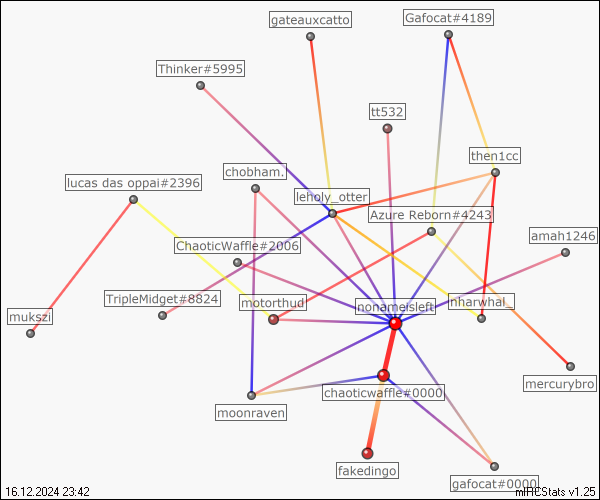 gateauxcatto
Gafocat#4189
Thinker#5995
tt532
then1cc
chobham.
lucas das oppai#2396
leholy_otter
Azure Reborn#4243
amah1246
ChaoticWaffle#2006
TripleMidget#8824
motorthud
nonameisleft
nharwhal_
mukszi
mercurybro
chaoticwaffle#0000
moonraven
fakedingo
gafocat#0000
16.12.2024 23:42
mIRCStats v1.25